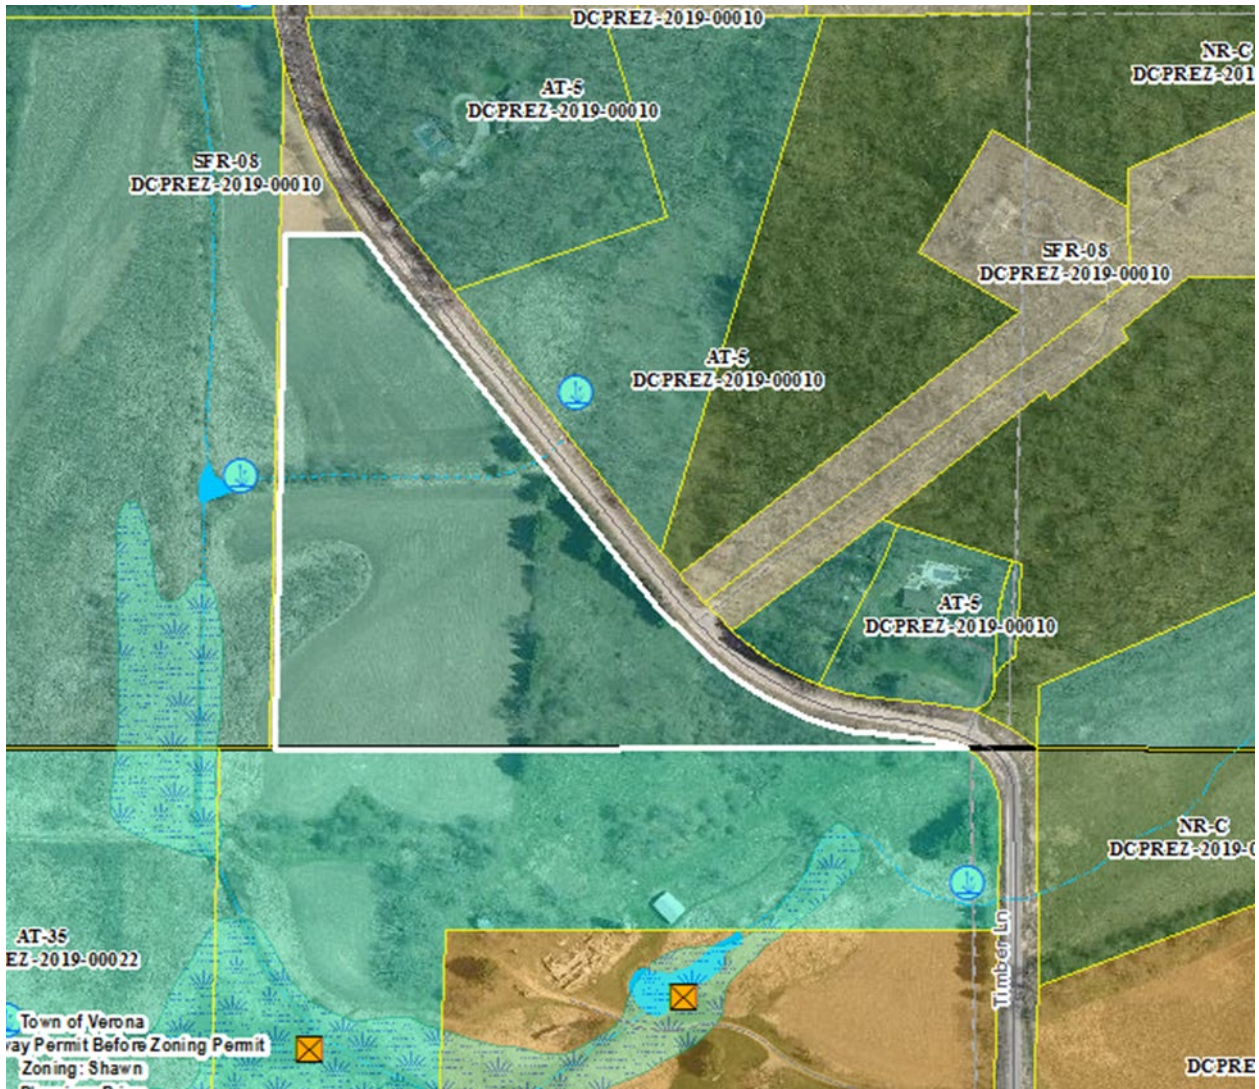 DCPREZ-2019-00010
NR-C
DCPREZ-201
AT-5
DCPREZ-2019-00010
SFR-08
DCPREZ-2019-00010
SFR-08
DCPREZ-2019-00010
AT-5
DCPREZ-2019-00010
AT-5
DCPREZ-2019-00010
NR-C
DCPREZ-2019-0
AT-35
EZ-2019-00022
Timber Ln
Town of Verona
way Permit Before Zoning Permit
Zoning: Shawn
DCPRE